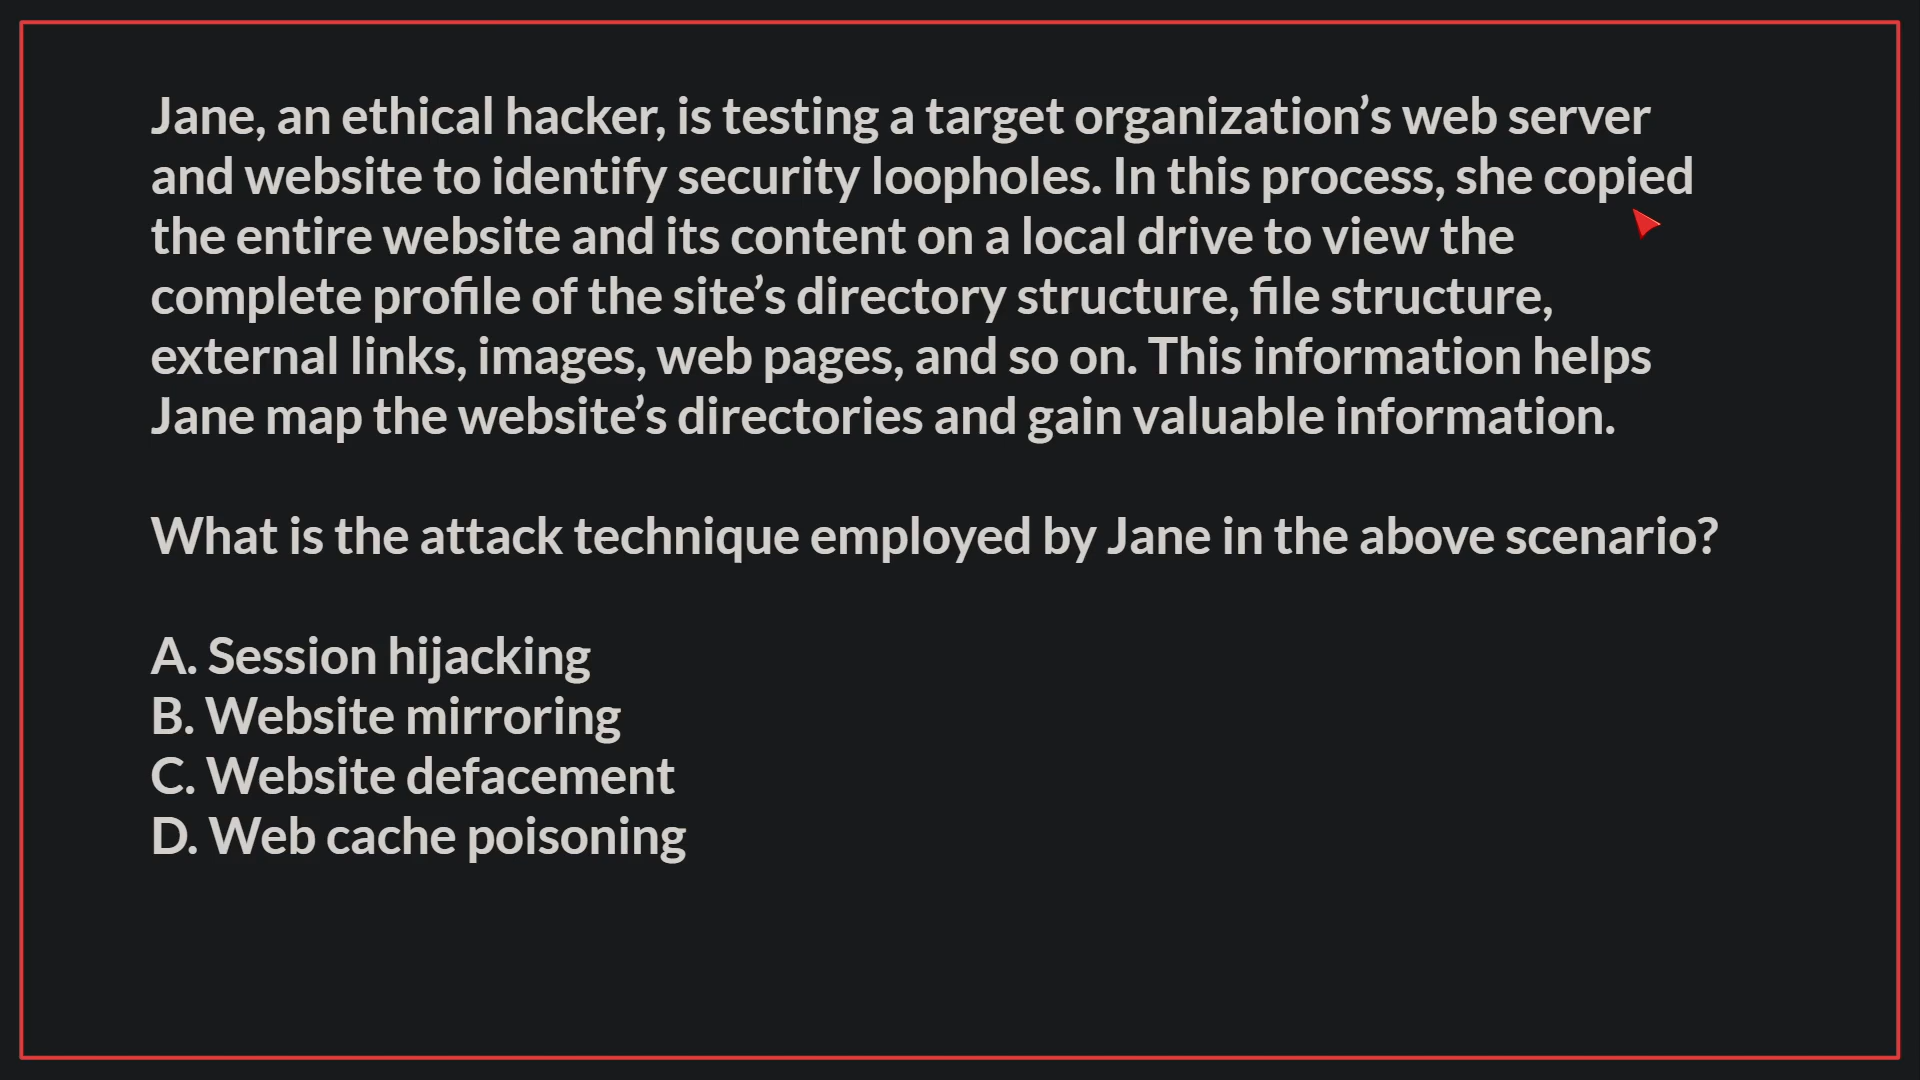 Jane, an ethical hacker, is testing a target organization’s web server
and website to identify security loopholes. In this process, she copied
the entire website and its content on a local drive to view the
complete profile of the site’s directory structure, file structure,
external links, images, web pages, and so on. This information helps
Jane map the website’s directories and gain valuable information.
What is the attack technique employed by Jane in the above scenario?
A. Session hijacking
B. Website mirroring
C. Website defacement
D. Web cache poisoning